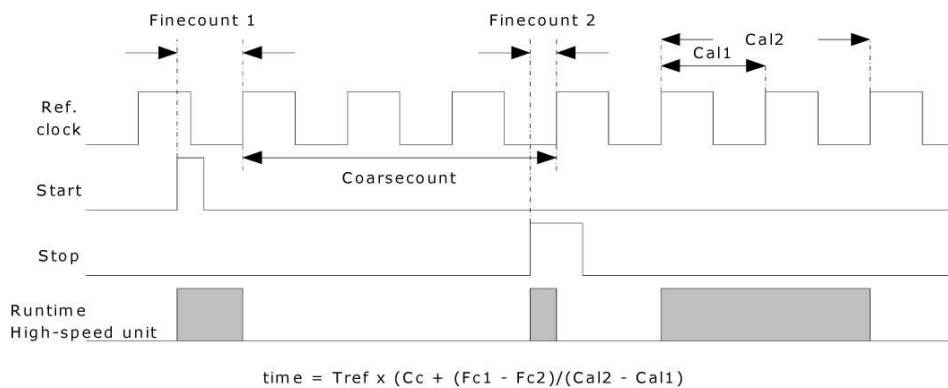 Finecount 1
Finecount 2
Cal2
Cal1
Ref.
clock
Coarsecount
Start
Stop
Runtime
High-speed unit
time = Tref x (Cc + (Fc1 - Fc2)/(Cal2 - Cal1)